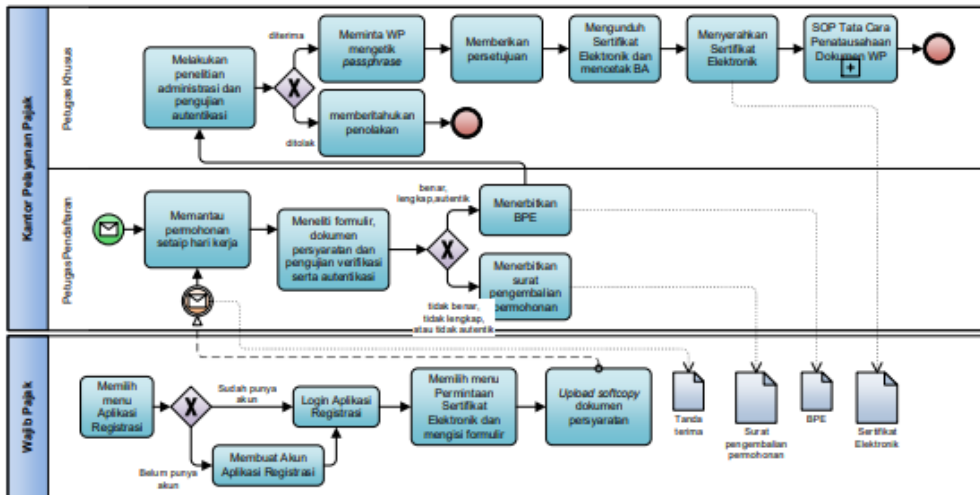 Kantor Pelayanan Pajak
Petugas Khusus
Melakukan
penelitian
administrasi dan
pengujian
autentikasi
X
diterima
ditolak
Meminta WP
mengetik
passphrase
Memberikan
persetujuan
Mengunduh
Sertifikat
Elektronik dan
mencetak BA
Menyerahkan
Sertifikat
Elektronik
SOP Tata Cara
Penatausahaan
Dokumen WP
memberitahukan
penolakan
Petugas Pendaftaran
Memantau
permohonan
setaip hari kerja
Meneliti formulir,
dokumen
persyaratan dan
pengujian verifikasi
serta autentikasi
X
benar,
lengkap,autentik
Menerbitkan
BPE
tidak benar,
tidak lengkap,
atau tidak autentik
Menerbitkan
surat
pengembalian
permohonan
Wajib Pajak
Memilih
menu
Aplikasi
Registrasi
X
Sudah punya
akun
Belum punya
akun
Membuat Akun
Aplikasi Registrasi
Login Aplikasi
Registrasi
Memilih menu
Permintaan
Sertifikat
Elektronik dan
mengisi formulir
Upload softcopy
dokumen
persyaratan
Tanda
terima
Surat
pengembalian
permohonan
BPE
Sertifikat
Elektronik